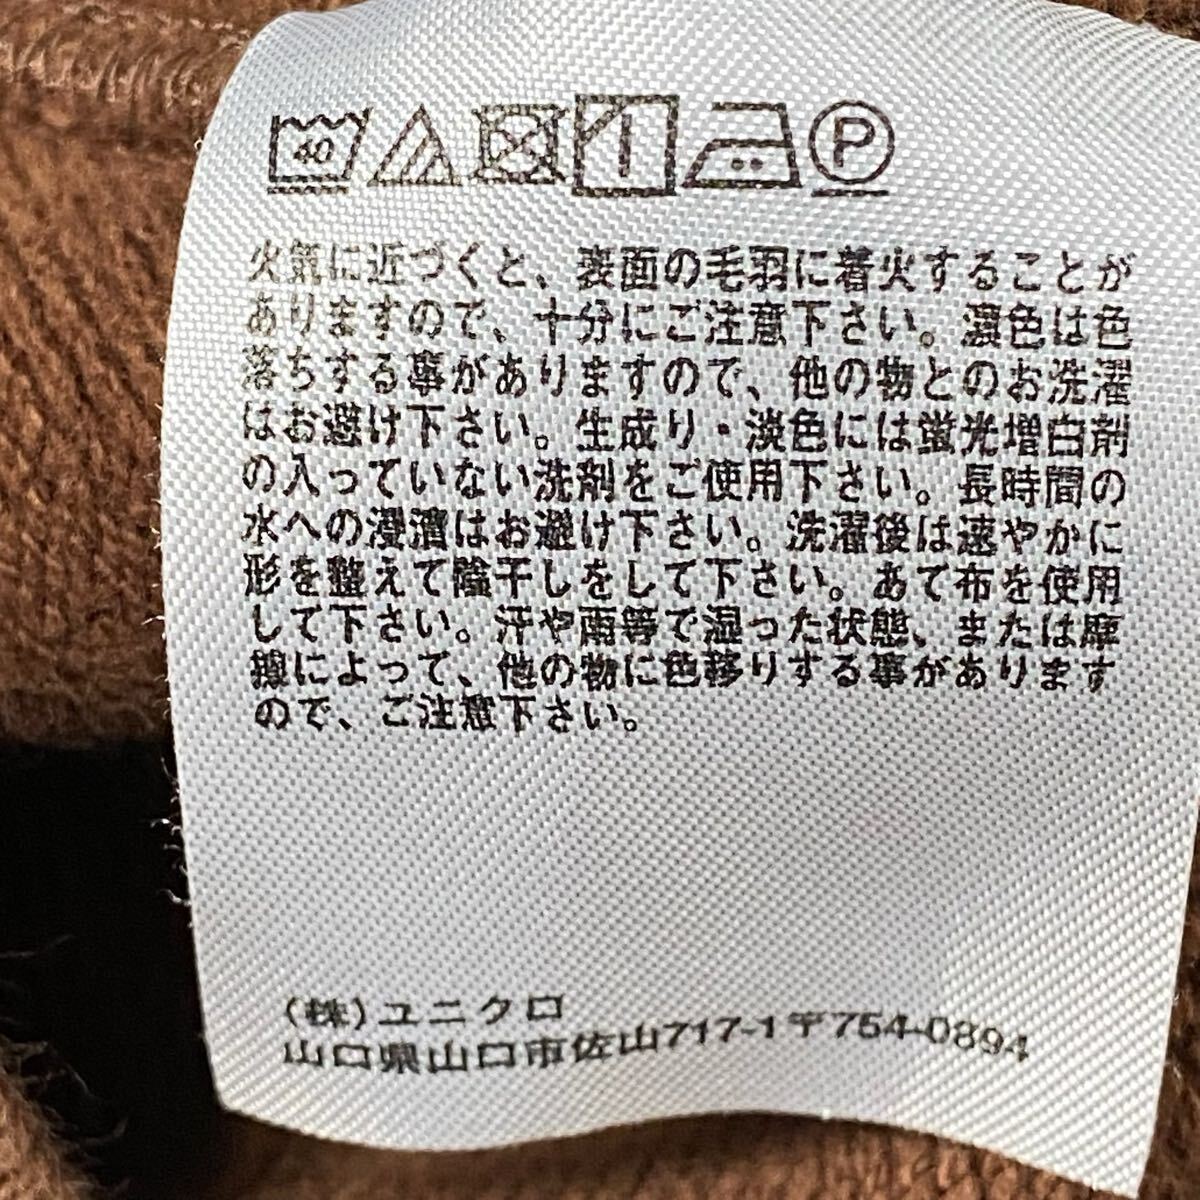 40 P
火気に近づくと、表面の毛羽に着火することが
ありますので、十分にご注意下さい。濃色は色
落ちする事がありますので、他の物とのお洗濯
はお避け下さい。生成り・淡色には蛍光増白剤
の入っていない洗剤をご使用下さい。長時間の
水への浸漬はお避け下さい。洗濯後は速やかに
形を整えて陰干しをして下さい。あて布を使用
して下さい。汗や雨等で湿った状態、または摩
擦によって、他の物に色移りする事があります
ので、ご注意下さい。
(株)ユニクロ
山口県山口市佐山717-1〒754-0894